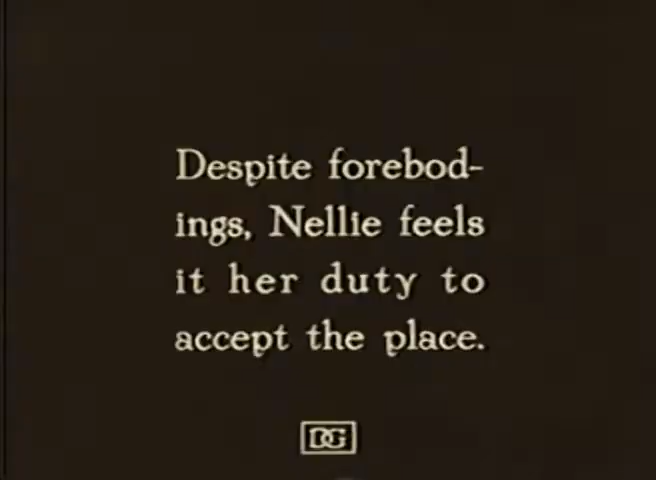 Despite forebod-
ings, Nellie feels
it her duty to
accept the place.
DG